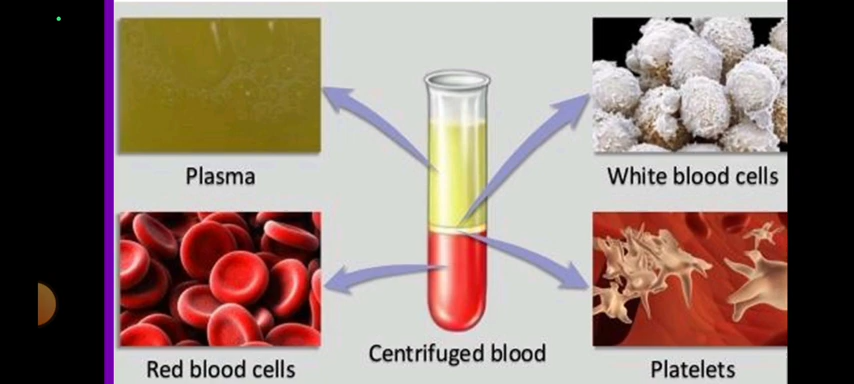 Plasma
White blood cells
Red blood cells
Centrifuged blood
Platelets